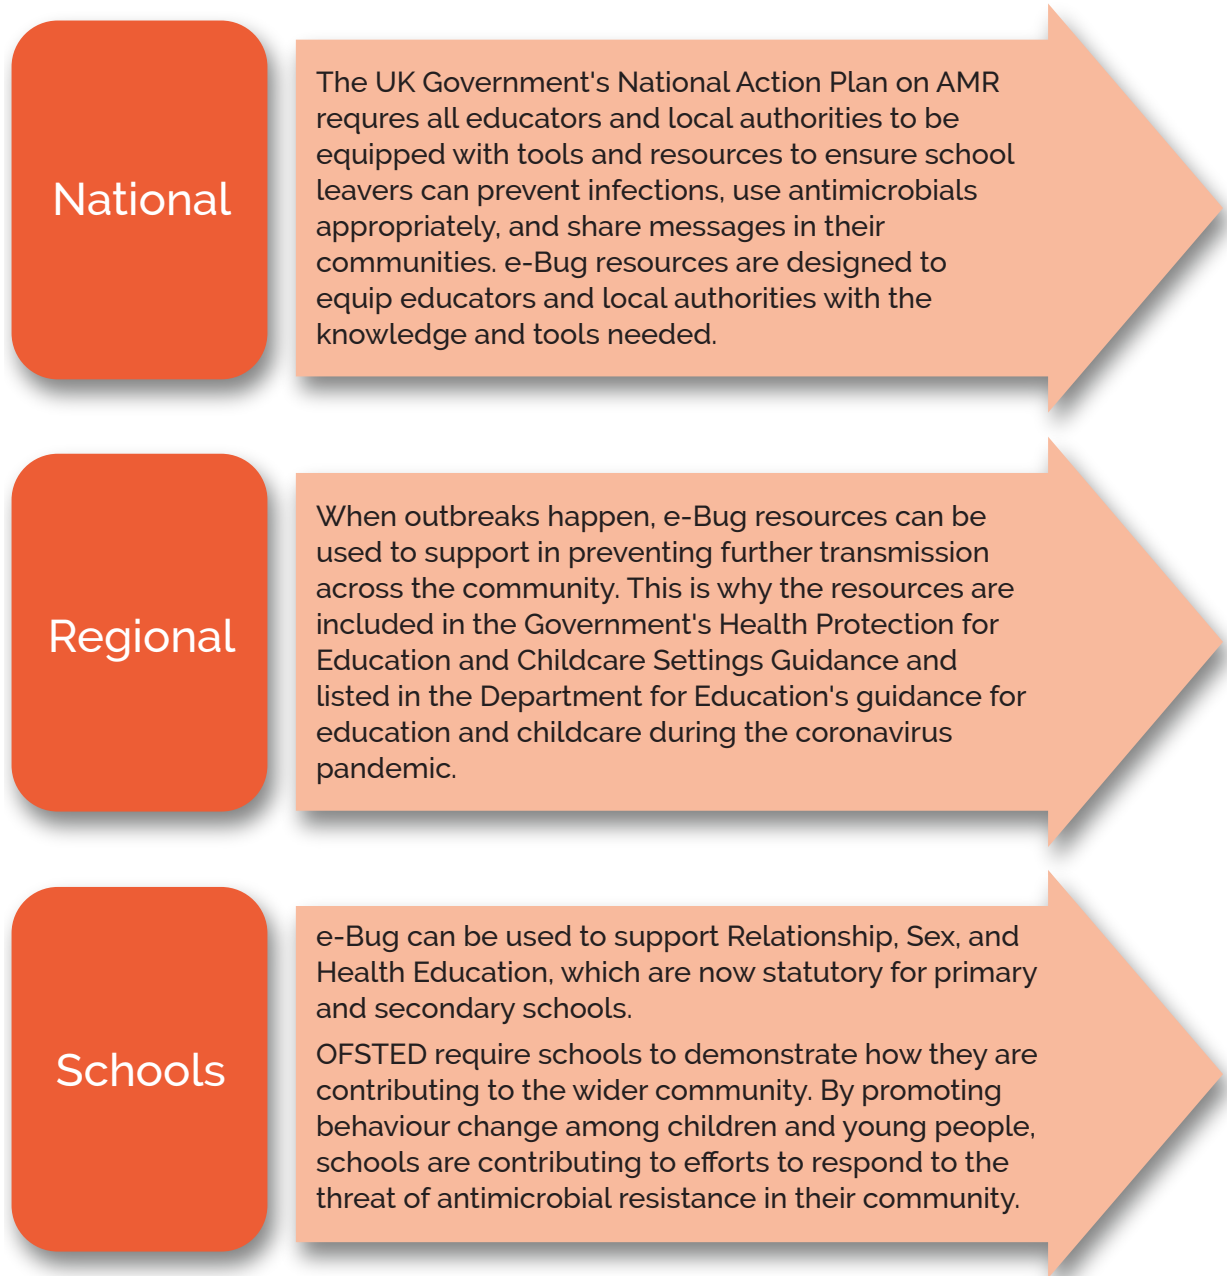 National
The UK Government's National Action Plan on AMR
requres all educators and local authorities to be
equipped with tools and resources to ensure school
leavers can prevent infections, use antimicrobials
appropriately, and share messages in their
communities. e-Bug resources are designed to
equip educators and local authorities with the
knowledge and tools needed.
Regional
When outbreaks happen, e-Bug resources can be
used to support in preventing further transmission
across the community. This is why the resources are
included in the Government's Health Protection for
Education and Childcare Settings Guidance and
listed in the Department for Education's guidance for
education and childcare during the coronavirus
pandemic.
Schools
e-Bug can be used to support Relationship, Sex, and
Health Education, which are now statutory for primary
and secondary schools.
OFSTED require schools to demonstrate how they are
contributing to the wider community. By promoting
behaviour change among children and young people,
schools are contributing to efforts to respond to the
threat of antimicrobial resistance in their community.